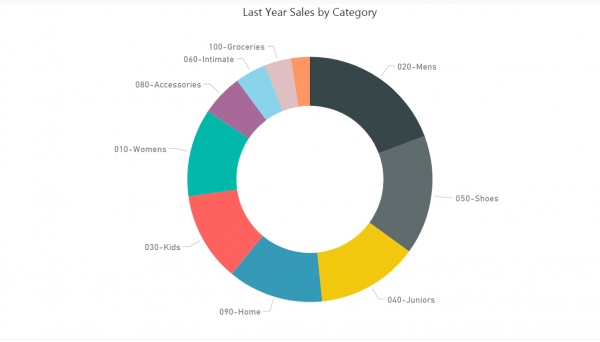 Last Year Sales by Category
100-Groceries
060-Intimate
020-Mens
080-Accessories
010-Womens
050-Shoes
030-Kids
040-Juniors
090-Home